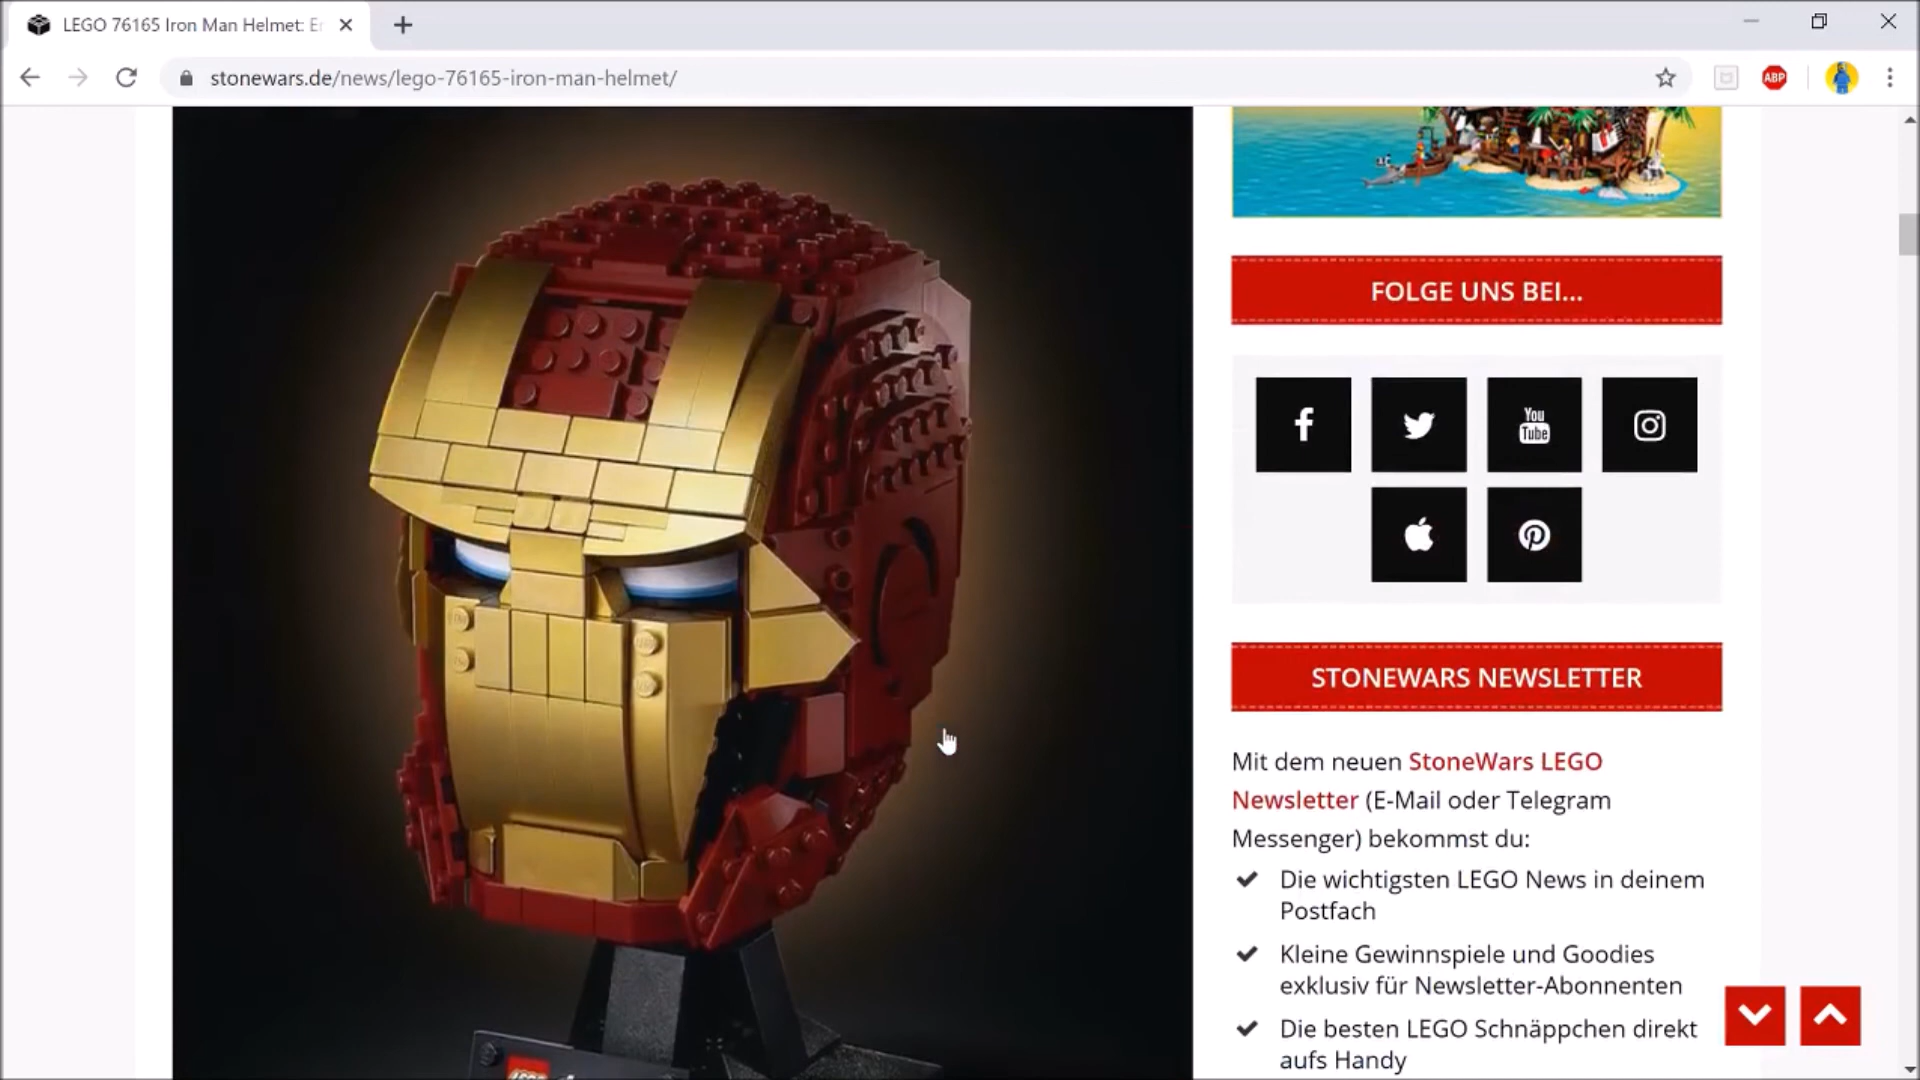 LEGO 76165 Iron Man Helmet: Er
stonewars.de/news/lego-76165-iron-man-helmet/
ABP
FOLGE UNS BEI...
You
Tube
STONEWARS NEWSLETTER
Mit dem neuen StoneWars LEGO
Newsletter (E-Mail oder Telegram
Messenger) bekommst du:
Die wichtigsten LEGO News in deinem
Postfach
Kleine Gewinnspiele und Goodies
exklusiv für Newsletter-Abonnenten
Die besten LEGO Schnäppchen direkt
aufs Handy
LEGO